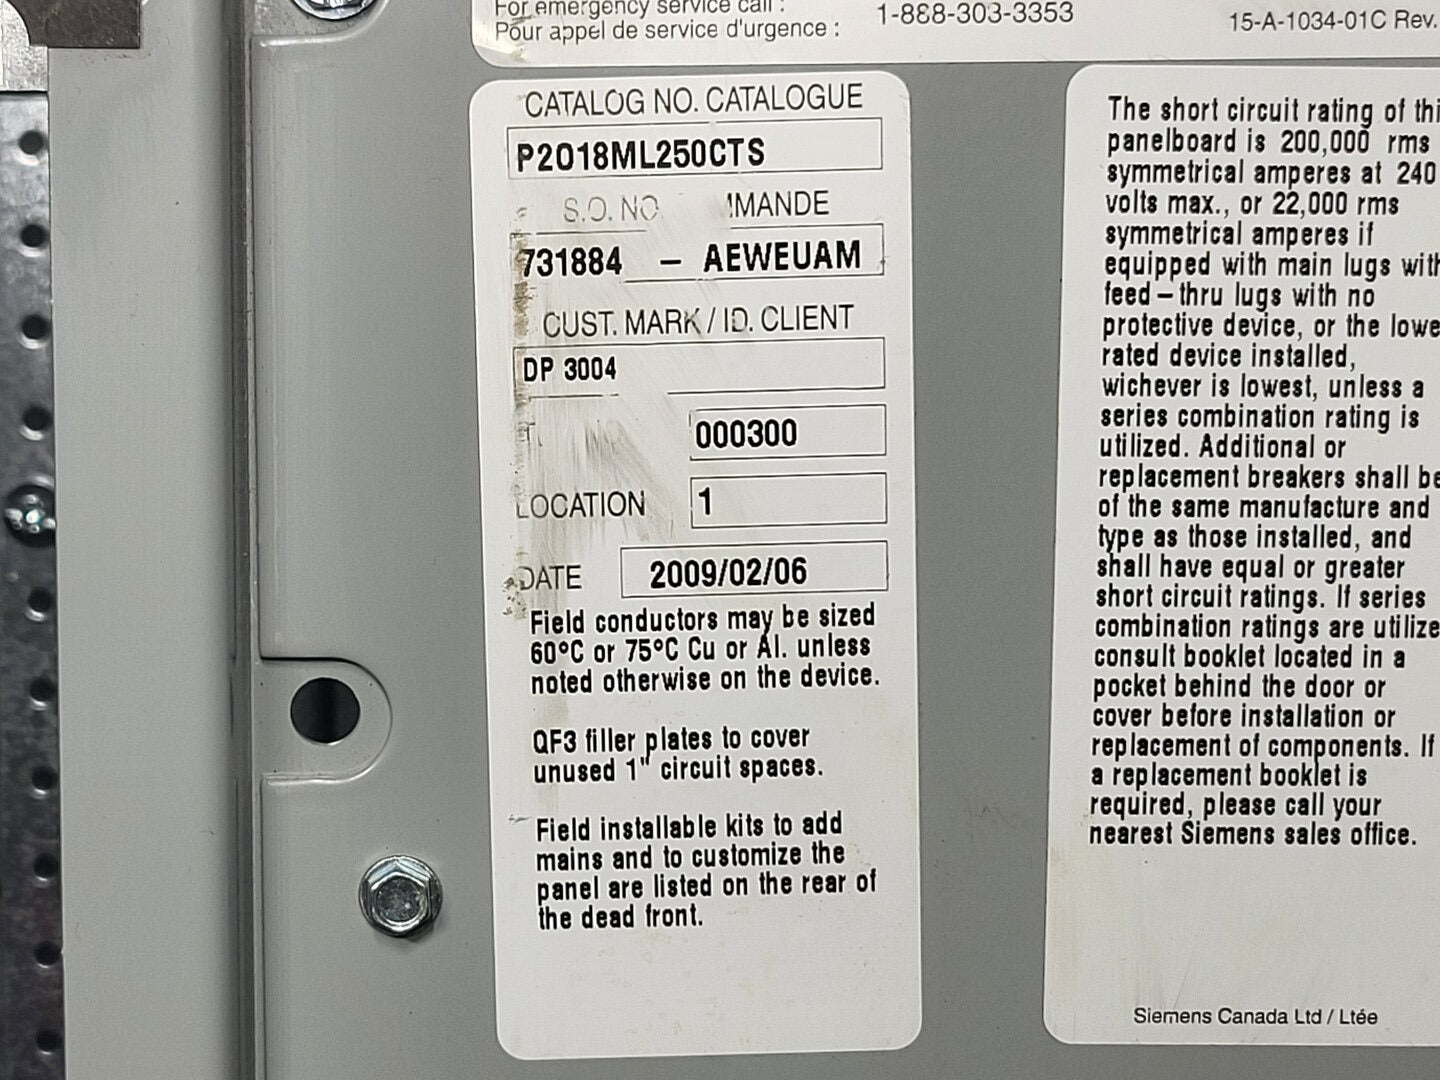 For emergency service call :
Pour appel de service d'urgence :
1-888-303-3353
15-A-1034-01C Rev.
CATALOG NO. CATALOGUE
P2018ML250CTS
S.O. NO. MMANDE
731884 – AEWEUAM
CUST. MARK / ID. CLIENT
DP 3004
000300
LOCATION
1
DATE
2009/02/06
Field conductors may be sized
60°C or 75°C Cu or Al. unless
noted otherwise on the device.
QF3 filler plates to cover
unused 1" circuit spaces.
Field installable kits to add
mains and to customize the
panel are listed on the rear of
the dead front.
The short circuit rating of thi
panelboard is 200,000 rms
symmetrical amperes at 240
volts max., or 22,000 rms
symmetrical amperes if
equipped with main lugs with
feed–thru lugs with no
protective device, or the lowe
rated device installed,
wichever is lowest, unless a
series combination rating is
utilized. Additional or
replacement breakers shall be
of the same manufacture and
type as those installed, and
shall have equal or greater
short circuit ratings. If series
combination ratings are utilize
consult booklet located in a
pocket behind the door or
cover before installation or
replacement of components. If
a replacement booklet is
required, please call your
nearest Siemens sales office.
Siemens Canada Ltd / Ltée